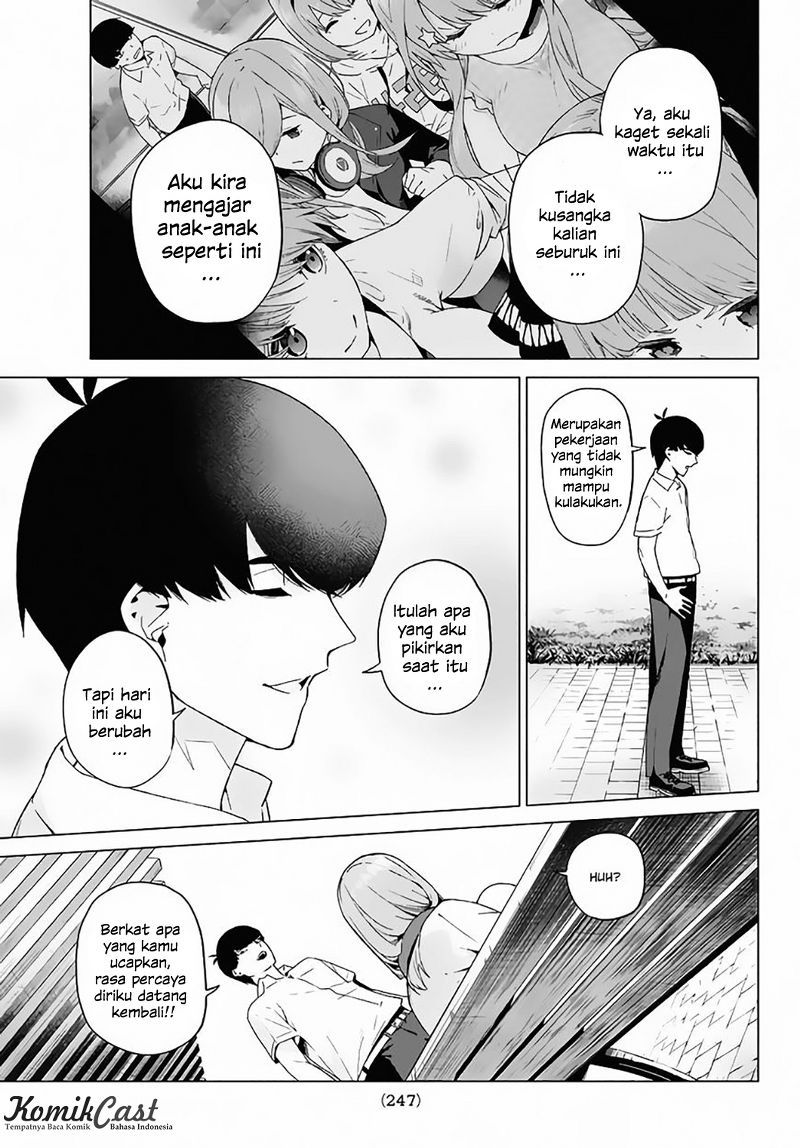 Ya, aku
kaget sekali
waktu itu
...
Tidak
kusangka
kalian
seburuk ini
...
Aku kira
mengajar
anak-anak
seperti ini
...
Merupakan
pekerjaan
yang tidak
mungkin
mampu
kulakukan.
Itulah apa
yang aku
pikirkan
saat itu
...
Tapi hari
ini aku
berubah
...
Huh?
Berkat apa
yang kamu
ucapkan,
rasa percaya
diriku datang
kembali!!
(247)
KomikCast
Tempatnya Baca Komik Bahasa Indonesia